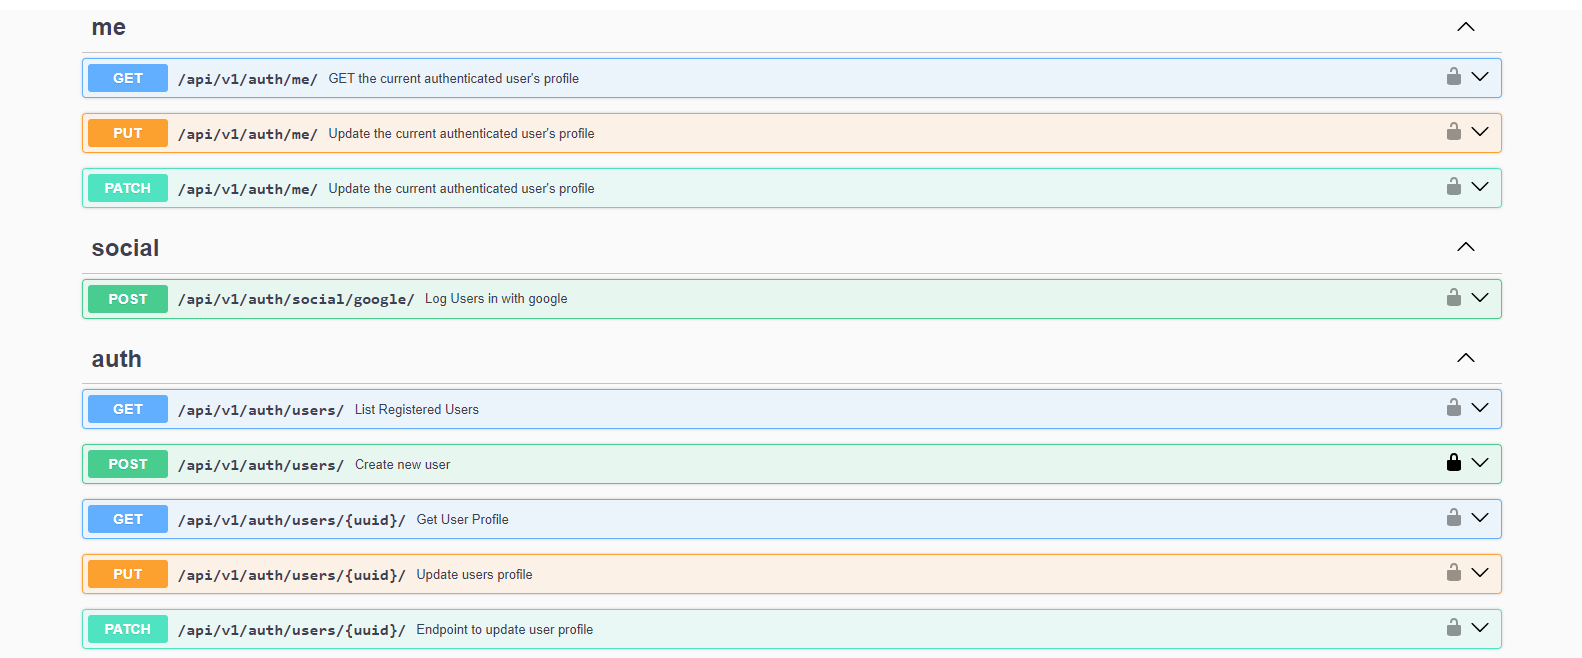 me
GET /api/v1/auth/me/ GET the current authenticated user's profile
PUT /api/v1/auth/me/ Update the current authenticated user's profile
PATCH /api/v1/auth/me/ Update the current authenticated user's profile
social
POST /api/v1/auth/social/google/ Log Users in with google
auth
GET /api/v1/auth/users/ List Registered Users
POST /api/v1/auth/users/ Create new user
GET /api/v1/auth/users/{uuid}/ Get User Profile
PUT /api/v1/auth/users/{uuid}/ Update users profile
PATCH /api/v1/auth/users/{uuid}/ Endpoint to update user profile